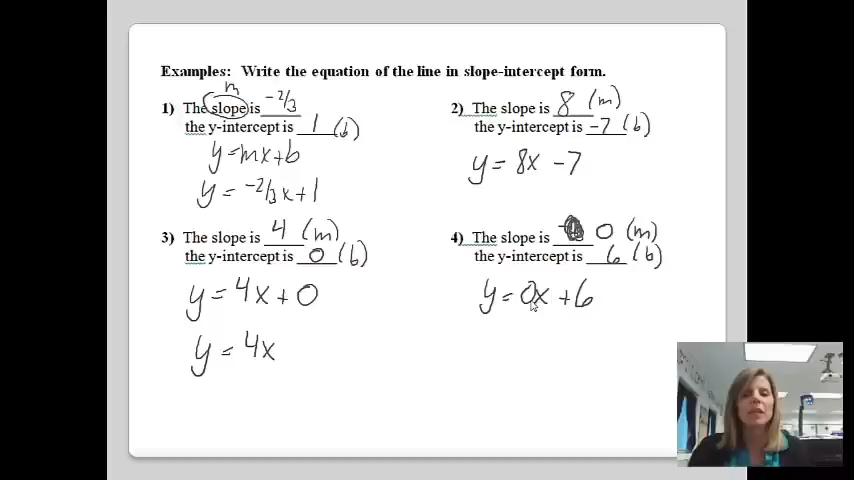 Examples: Write the equation of the line in slope-intercept form.
m
1) The slope is -2/3
the y-intercept is 1 (b)
y = mx + b
y = -2/3x + 1
2) The slope is 8 (m)
the y-intercept is -7 (b)
y = 8x - 7
3) The slope is 4 (m)
the y-intercept is 0 (b)
y = 4x + 0
y = 4x
4) The slope is 0 (m)
the y-intercept is 6 (b)
y = 0x + 6